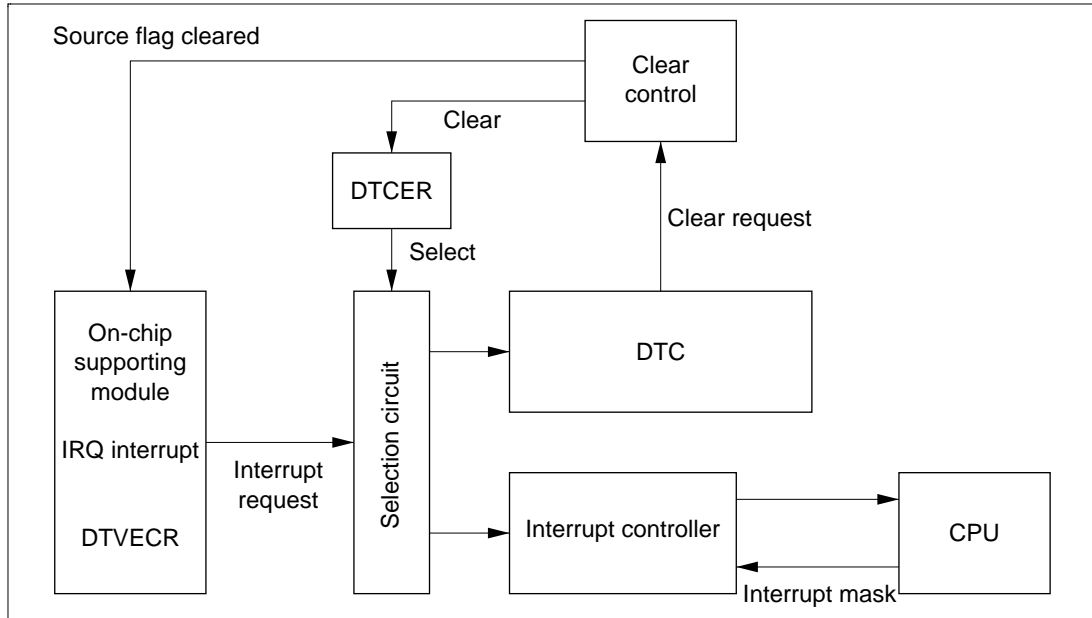 Source flag cleared
Clear
control
Clear
DTCER
Clear request
Select
On-chip
supporting
module
Selection circuit
DTC
IRQ interrupt
Interrupt
request
DTVECR
Interrupt controller
CPU
Interrupt mask